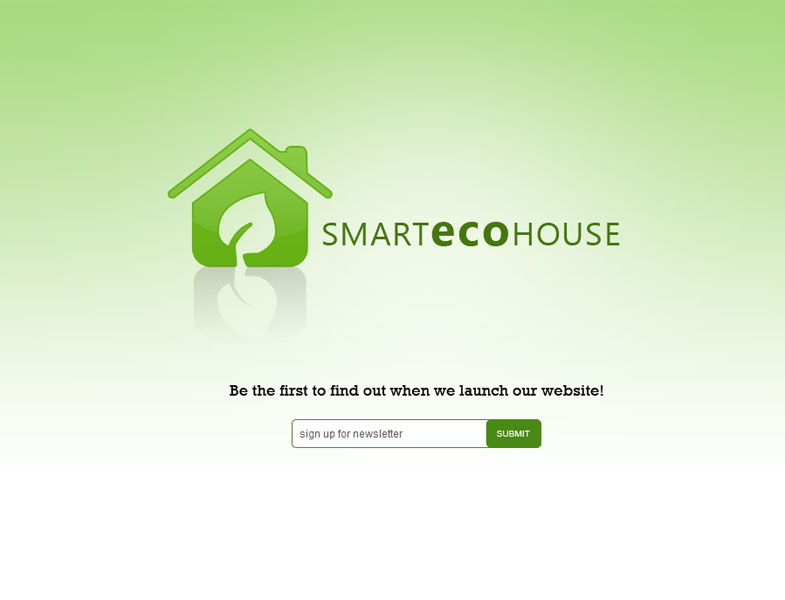 SMARTecoHOUSE
Be the first to find out when we launch our website!
sign up for newsletter SUBMIT